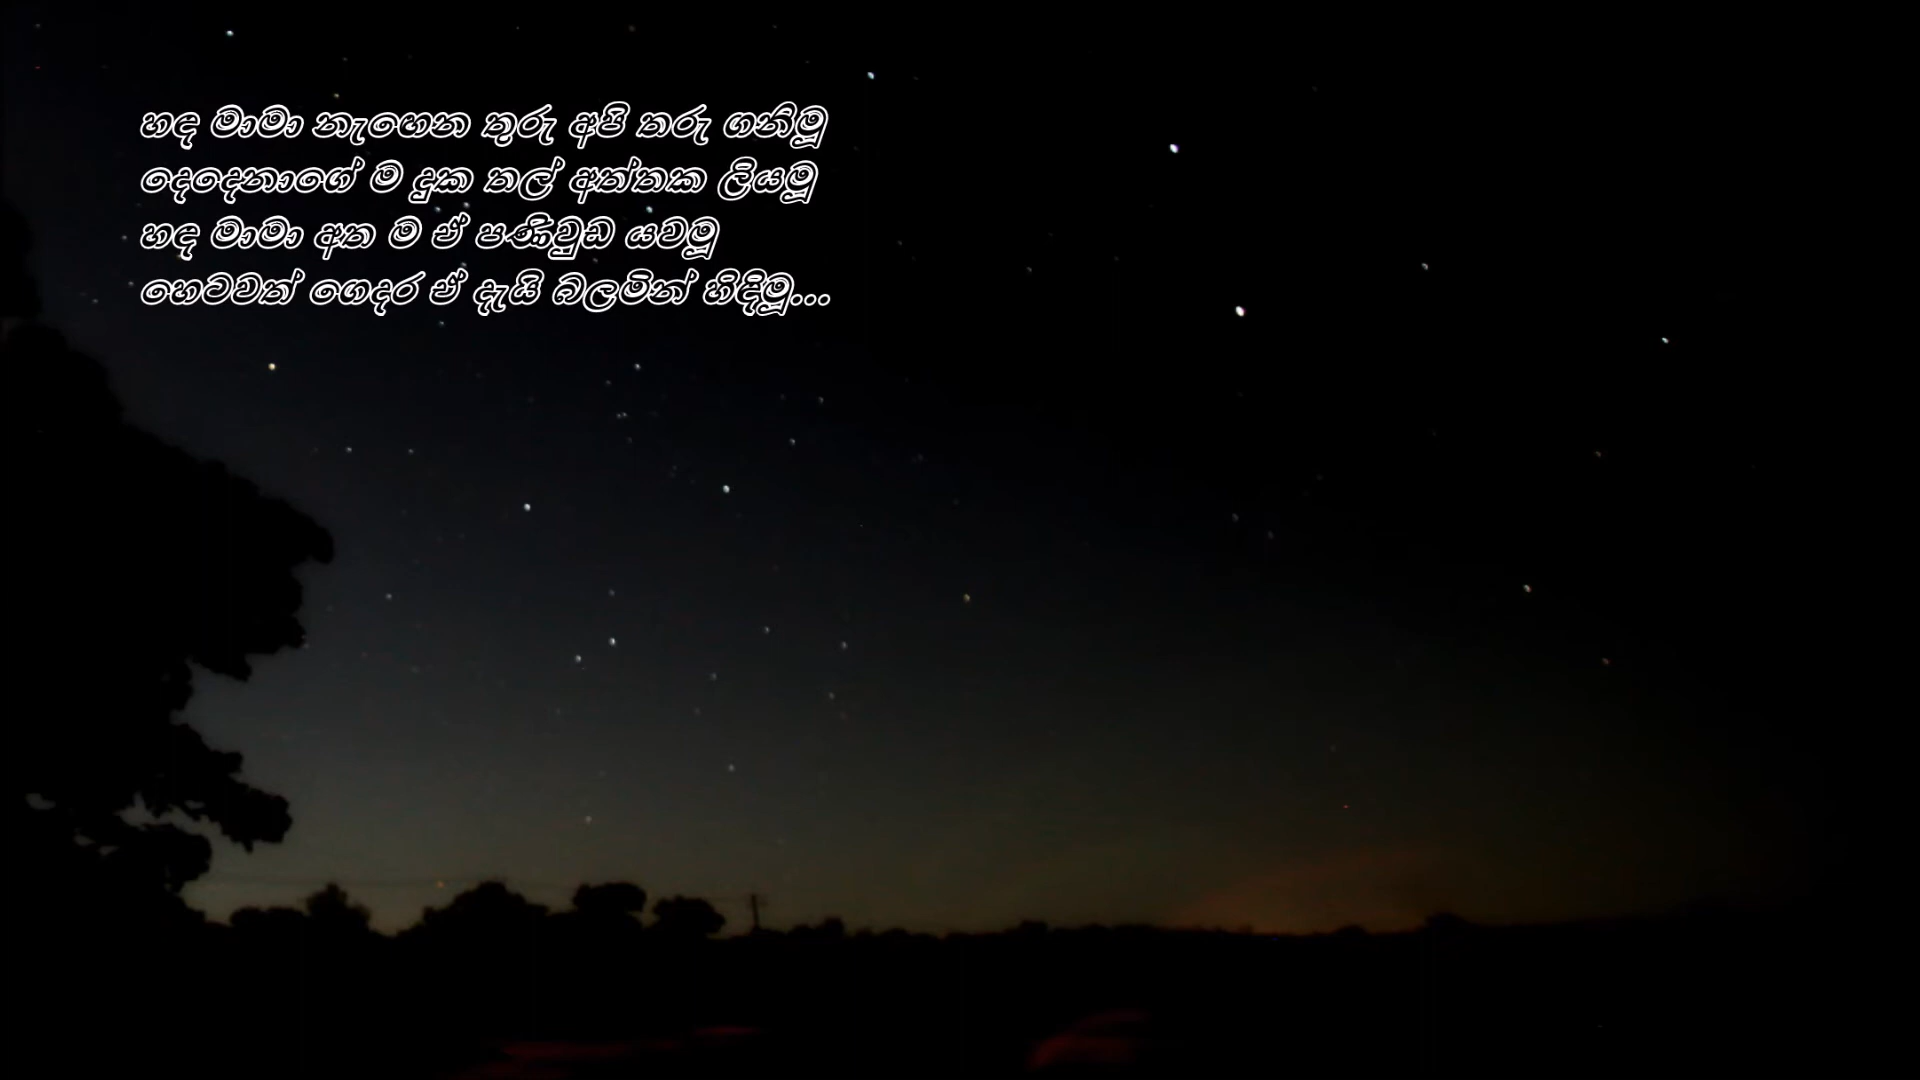 හඳ මාමා නැඟෙන තුරු අපි තරු ගනිමූ
දෙදෙනාගේ ම දුක තල් අත්තක ලියමූ
හඳ මාමා අත ම ඒ පණිවුඩ යවමූ
හෙටවත් ගෙදර ඒ දැයි බලමින් හිඳිමූ...